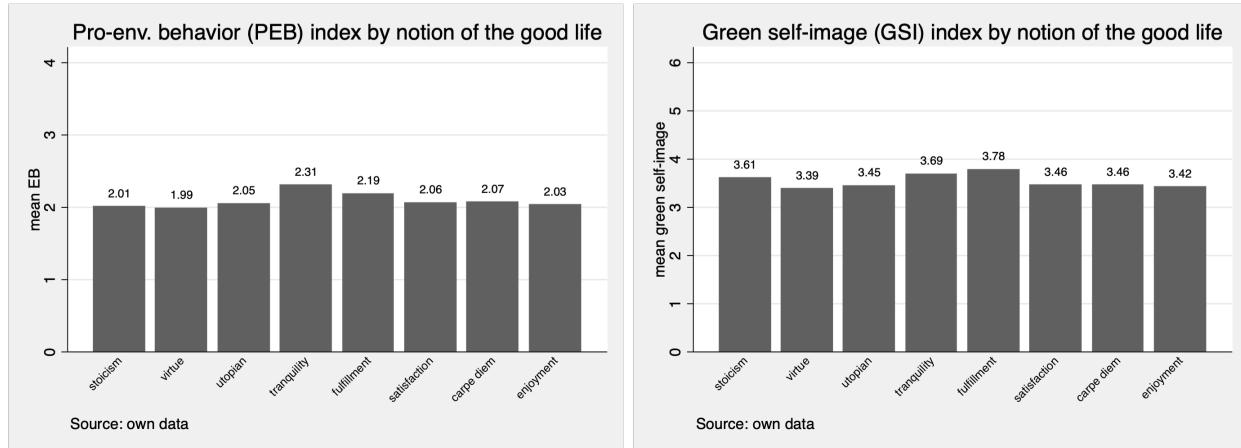 Pro-env. behavior (PEB) index by notion of the good life
mean EB
4
3
2
1
0
2.01
1.99
2.05
2.31
2.19
2.06
2.07
2.03
stoicism
virtue
utopian
tranquility
fulfillment
satisfaction
carpe diem
enjoyment
Source: own data
Green self-image (GSI) index by notion of the good life
mean green self-image
6
5
4
3
2
1
0
3.61
3.39
3.45
3.69
3.78
3.46
3.46
3.42
stoicism
virtue
utopian
tranquility
fulfillment
satisfaction
carpe diem
enjoyment
Source: own data